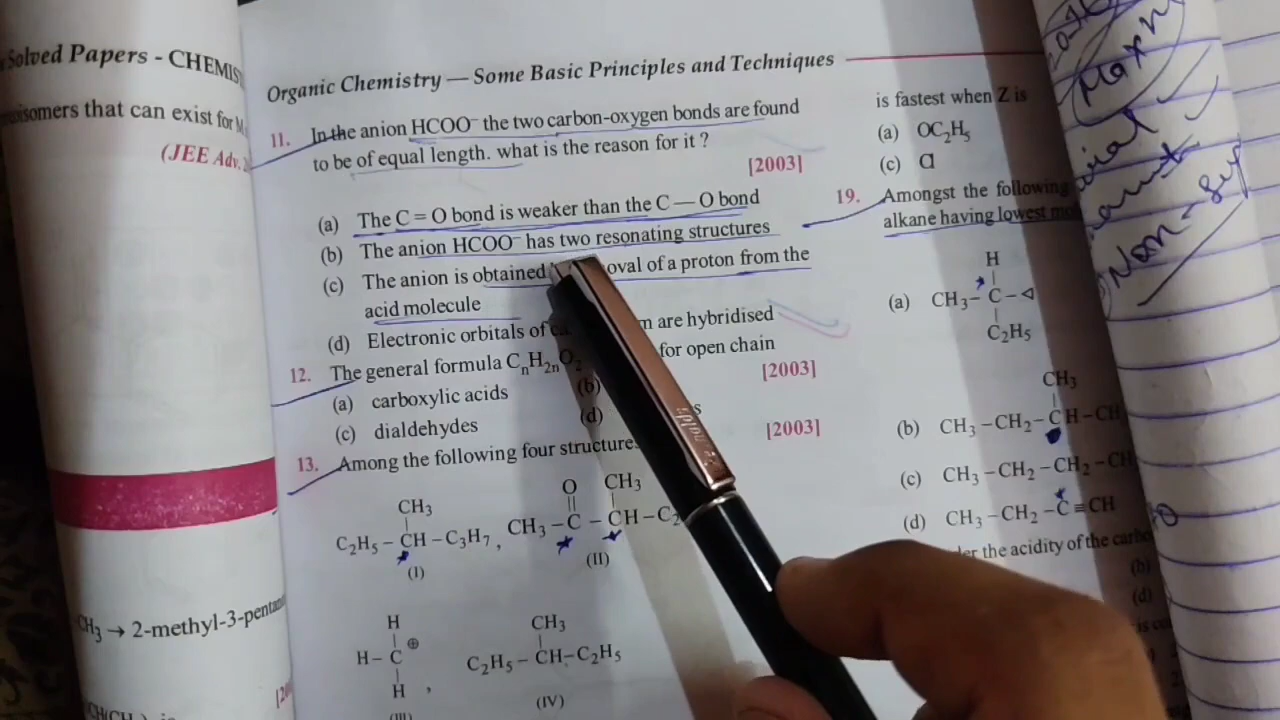 Solved Papers - CHEMIS
isomers that can exist for M
(JEE Adv. 2
CH₃ → 2-methyl-3-penta
Organic Chemistry — Some Basic Principles and Techniques
11. In the anion HCOO⁻ the two carbon-oxygen bonds are found
to be of equal length. what is the reason for it ?
[2003]
(a) The C = O bond is weaker than the C — O bond
(b) The anion HCOO⁻ has two resonating structures
(c) The anion is obtained oval of a proton from the
acid molecule
(d) Electronic orbitals of are hybridised
12. The general formula CₙH₂ₙO₂ for open chain
[2003]
(a) carboxylic acids (b)
(c) dialdehydes (d)
13. Among the following four structures
[2003]
O CH₃
CH₃ || |
C₂H₅ – CH – C₃H₇ , CH₃ – C – CH – C₂
(I) (II)
H CH₃
H – C ⊕ C₂H₅ – CH – C₂H₅
H ,
(III) (IV)
is fastest when Z is
(a) OC₂H₅
(c) Cl
19. Amongst the following
alkane having lowest mo
H
(a) CH₃ – C –
C₂H₅
CH₃
(b) CH₃ – CH₂ – CH – CH
(c) CH₃ – CH₂ – CH₂ – CH
(d) CH₃ – CH₂ – C ≡ CH
der the acidity of the carbo
(b)
(d)
is co